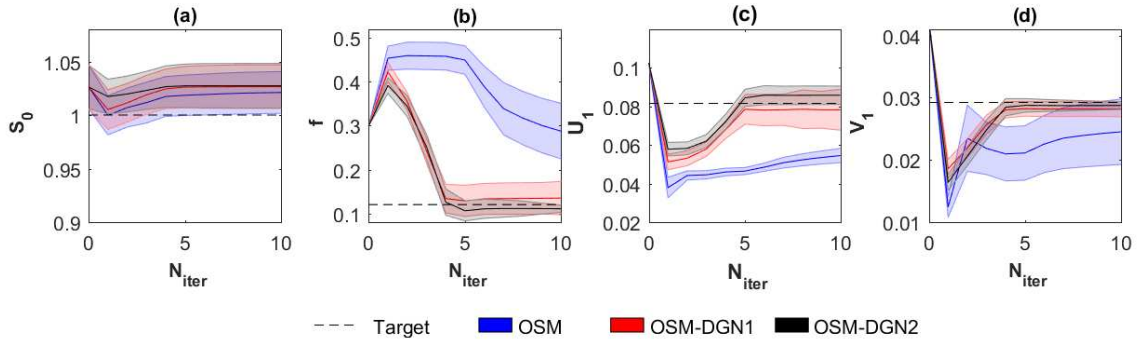 (a)
1.05
1
0.95
0.9
S0
0 5 10
Niter
(b)
0.5
0.4
0.3
0.2
0.1
f
0 5 10
Niter
(c)
0.1
0.08
0.06
0.04
0.02
U1
0 5 10
Niter
(d)
0.04
0.03
0.02
0.01
V1
0 5 10
Niter
Target OSM OSM-DGN1 OSM-DGN2